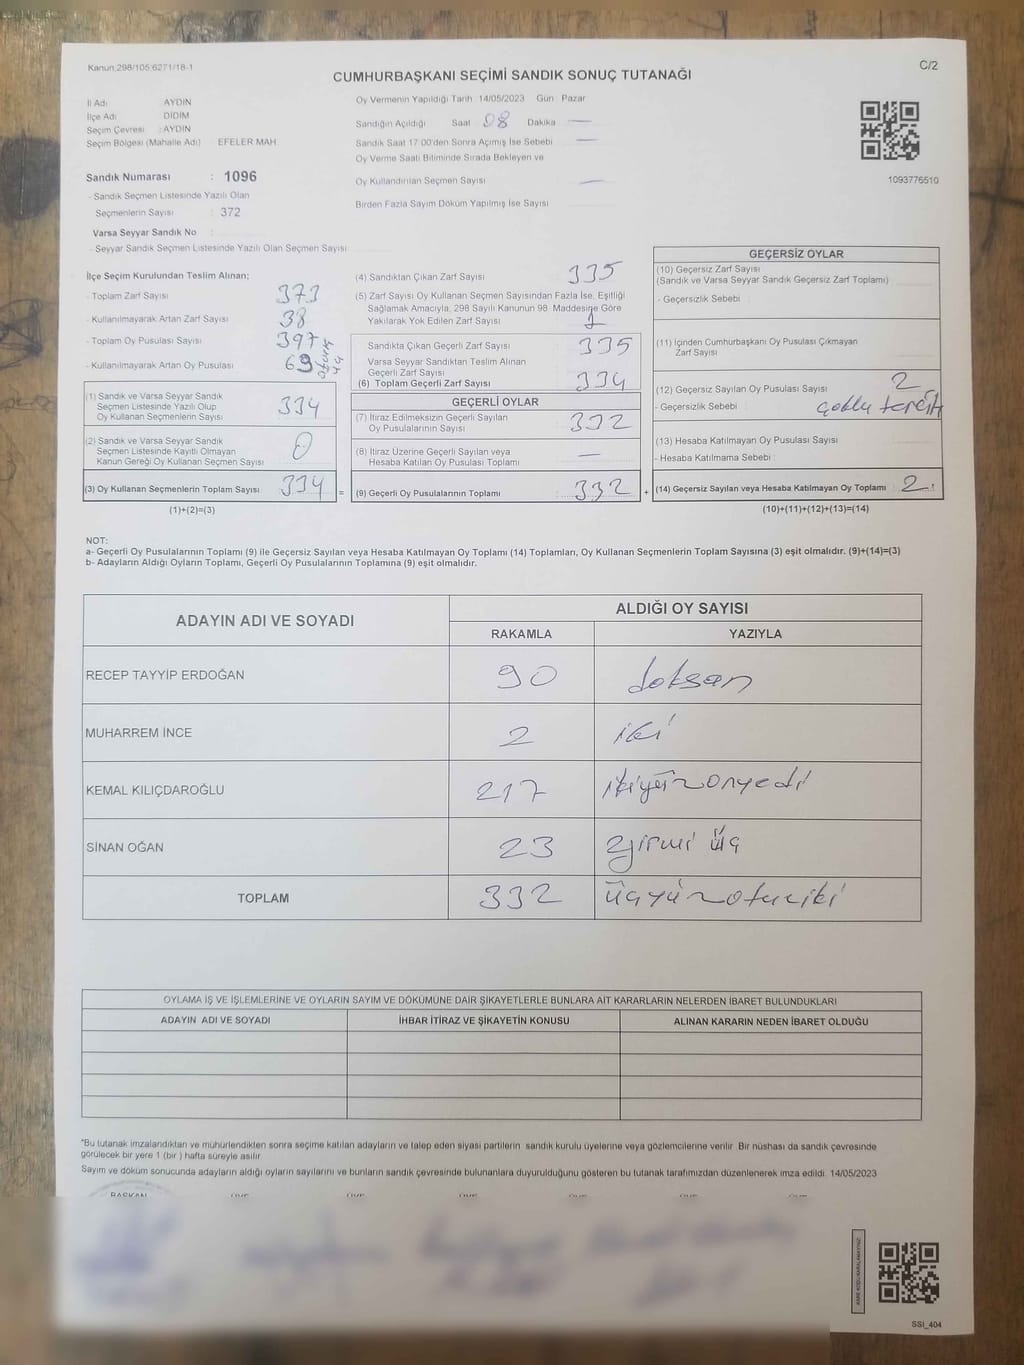 Kanun:298/105 6271/18-1
C/2
CUMHURBAŞKANI SEÇİMİ SANDIK SONUÇ TUTANAĞI
İl Adı AYDIN
İlçe Adı DİDİM
Seçim Çevresi : AYDIN
Seçim Bölgesi (Mahalle Adı) EFELER MAH.
Sandık Numarası : 1096
- Sandık Seçmen Listesinde Yazılı Olan
Seçmenlerin Sayısı : 372
Varsa Seyyar Sandık No :
- Seyyar Sandık Seçmen Listesinde Yazılı Olan Seçmen Sayısı
Oy Vermenin Yapıldığı Tarih 14/05/2023 Gün Pazar
Sandığın Açıldığı Saat 08 Dakika —
Sandık Saat 17:00'den Sonra Açılmış İse Sebebi —
Oy Verme Saati Bitiminde Sırada Bekleyen ve
Oy Kullandırılan Seçmen Sayısı —
Birden Fazla Sayım Döküm Yapılmış İse Sayısı
1093776510
İlçe Seçim Kurulundan Teslim Alınan;
- Toplam Zarf Sayısı 373
- Kullanılmayarak Artan Zarf Sayısı 38
- Toplam Oy Pusulası Sayısı 397
- Kullanılmayarak Artan Oy Pusulası 63
(1) Sandık ve Varsa Seyyar Sandık
Seçmen Listesinde Yazılı Olup
Oy Kullanan Seçmenlerin Sayısı 334
(2) Sandık ve Varsa Seyyar Sandık
Seçmen Listesinde Kayıtlı Olmayan
Kanun Gereği Oy Kullanan Seçmen Sayısı 0
(3) Oy Kullanan Seçmenlerin Toplam Sayısı 334 =
(1)+(2)=(3)
(4) Sandıktan Çıkan Zarf Sayısı 335
(5) Zarf Sayısı Oy Kullanan Seçmen Sayısından Fazla İse, Eşitliği
Sağlamak Amacıyla, 298 Sayılı Kanunun 98. Maddesine Göre
Yakılarak Yok Edilen Zarf Sayısı 1
Sandıkta Çıkan Geçerli Zarf Sayısı 335
Varsa Seyyar Sandıktan Teslim Alınan
Geçerli Zarf Sayısı
(6) Toplam Geçerli Zarf Sayısı 334
GEÇERLİ OYLAR
(7) İtiraz Edilmeksizin Geçerli Sayılan
Oy Pusulalarının Sayısı 332
(8) İtiraz Üzerine Geçerli Sayılan veya
Hesaba Katılan Oy Pusulası Toplamı —
(9) Geçerli Oy Pusulalarının Toplamı 332 +
GEÇERSİZ OYLAR
(10) Geçersiz Zarf Sayısı
(Sandık ve Varsa Seyyar Sandık Geçersiz Zarf Toplamı)
- Geçersizlik Sebebi :
(11) İçinden Cumhurbaşkanı Oy Pusulası Çıkmayan
Zarf Sayısı
(12) Geçersiz Sayılan Oy Pusulası Sayısı 2
- Geçersizlik Sebebi : çoklu tercih
(13) Hesaba Katılmayan Oy Pusulası Sayısı
- Hesaba Katılmama Sebebi :
(14) Geçersiz Sayılan veya Hesaba Katılmayan Oy Toplamı 2
(10)+(11)+(12)+(13)=(14)
NOT:
a- Geçerli Oy Pusulalarının Toplamı (9) ile Geçersiz Sayılan veya Hesaba Katılmayan Oy Toplamı (14) Toplamları, Oy Kullanan Seçmenlerin Toplam Sayısına (3) eşit olmalıdır. (9)+(14)=(3)
b- Adayların Aldığı Oyların Toplamı, Geçerli Oy Pusulalarının Toplamına (9) eşit olmalıdır.
ADAYIN ADI VE SOYADI
ALDIĞI OY SAYISI
RAKAMLA YAZIYLA
RECEP TAYYİP ERDOĞAN 90 doksan
MUHARREM İNCE 2 iki
KEMAL KILIÇDAROĞLU 217 ikiyüzonyedi
SİNAN OĞAN 23 yirmi üç
TOPLAM 332 üçyüzotuziki
OYLAMA İŞ VE İŞLEMLERİNE VE OYLARIN SAYIM VE DÖKÜMÜNE DAİR ŞİKAYETLERLE BUNLARA AİT KARARLARIN NELERDEN İBARET BULUNDUKLARI
ADAYIN ADI VE SOYADI İHBAR İTİRAZ VE ŞİKAYETİN KONUSU ALINAN KARARIN NEDEN İBARET OLDUĞU
*Bu tutanak imzalandıktan ve mühürlendikten sonra seçime katılan adayların ve talep eden siyasi partilerin sandık kurulu üyelerine veya gözlemcilerine verilir. Bir nüshası da sandık çevresinde
görülecek bir yere 1 (bir ) hafta süreyle asılır.
Sayım ve döküm sonucunda adayların aldığı oyların sayılarını ve bunların sandık çevresinde bulunanlara duyurulduğunu gösteren bu tutanak tarafımızdan düzenlenerek imza edildi. 14/05/2023
BAŞKAN ÜYE ÜYE ÜYE ÜYE ÜYE ÜYE
SSI_404